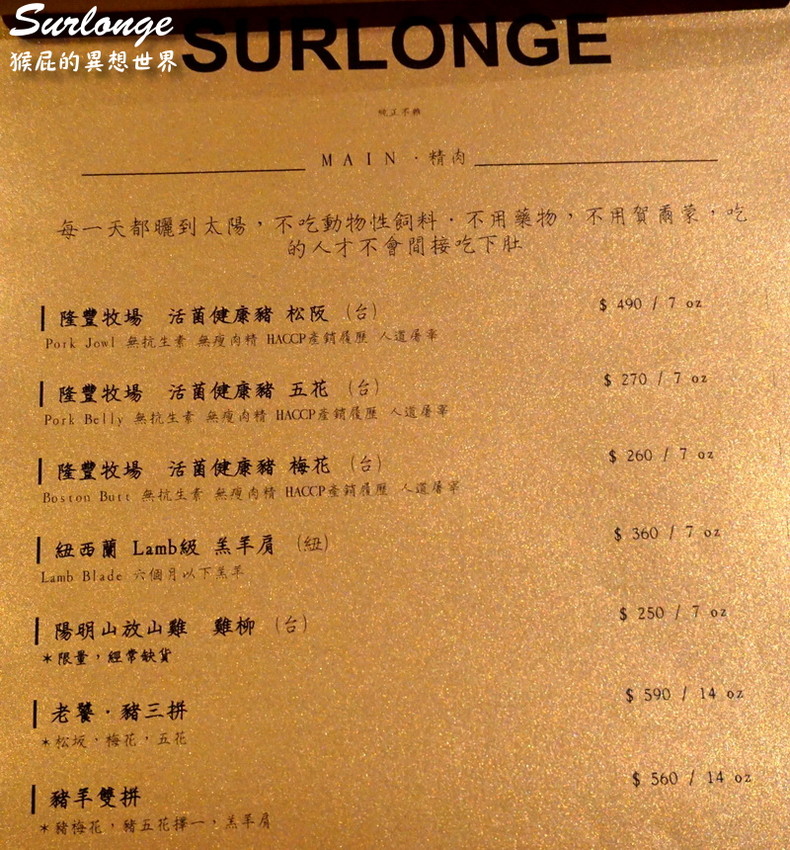 Surlonge
猴屁的異想世界
SURLONGE
純正不雜
MAIN · 精肉
每一天都曬到太陽，不吃動物性飼料．不用藥物，不用賀爾蒙，吃
的人才不會間接吃下肚
隆豐牧場 活菌健康豬 松阪 （台） $ 490 / 7 oz
Pork Jowl 無抗生素 無瘦肉精 HACCP產銷履歷 人道屠宰
隆豐牧場 活菌健康豬 五花 （台） $ 270 / 7 oz
Pork Belly 無抗生素 無瘦肉精 HACCP產銷履歷 人道屠宰
隆豐牧場 活菌健康豬 梅花 （台） $ 260 / 7 oz
Boston Butt 無抗生素 無瘦肉精 HACCP產銷履歷 人道屠宰
紐西蘭 Lamb級 羔羊肩 （紐） $ 360 / 7 oz
Lamb Blade 六個月以下羔羊
陽明山放山雞 雞柳 （台） $ 250 / 7 oz
＊限量，經常缺貨
老饕．豬三拼 $ 590 / 14 oz
＊松坂，梅花，五花
豬羊雙拼 $ 560 / 14 oz
＊豬梅花，豬五花擇一，羔羊肩